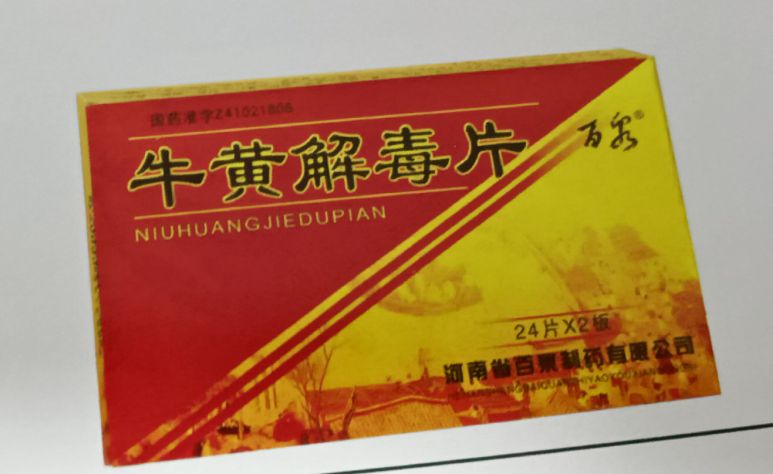 国药准字Z41021806
牛黄解毒片
NIUHUANGJIEDUPIAN
百泉®
24片X2板
河南省百泉制药有限公司